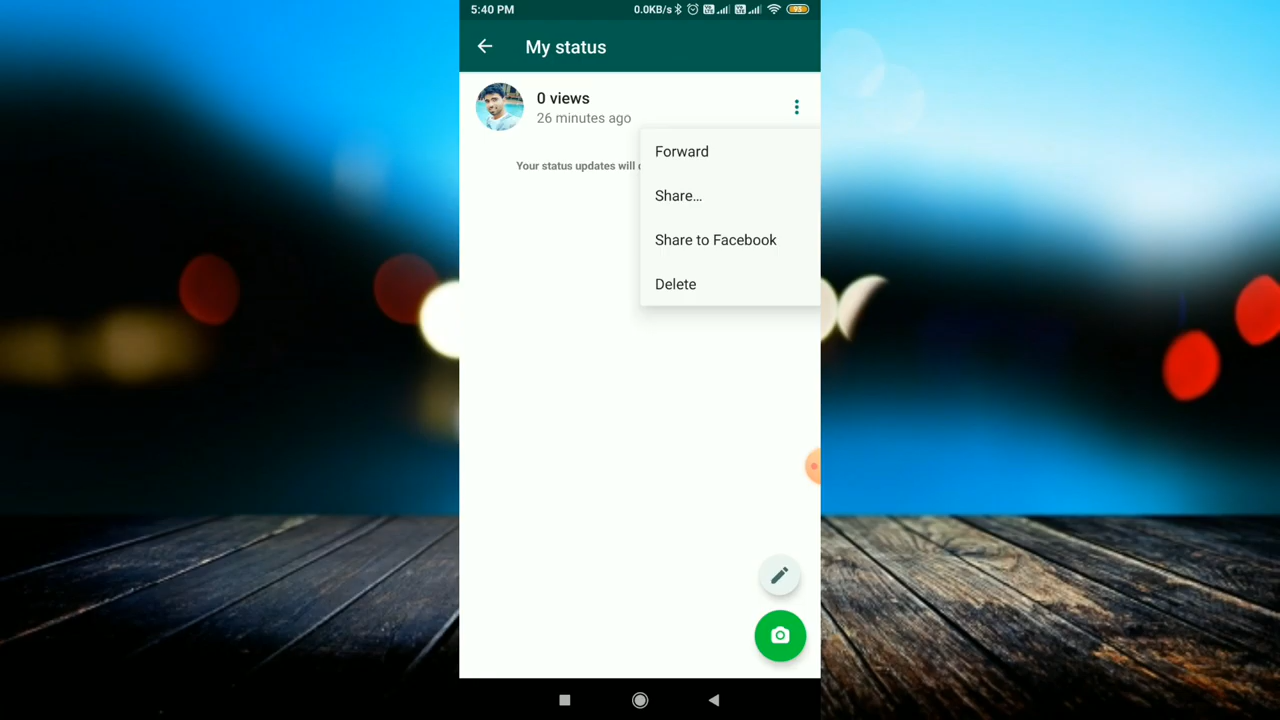 5:40 PM
0.0KB/s
93
My status
0 views
26 minutes ago
Your status updates will
Forward
Share...
Share to Facebook
Delete